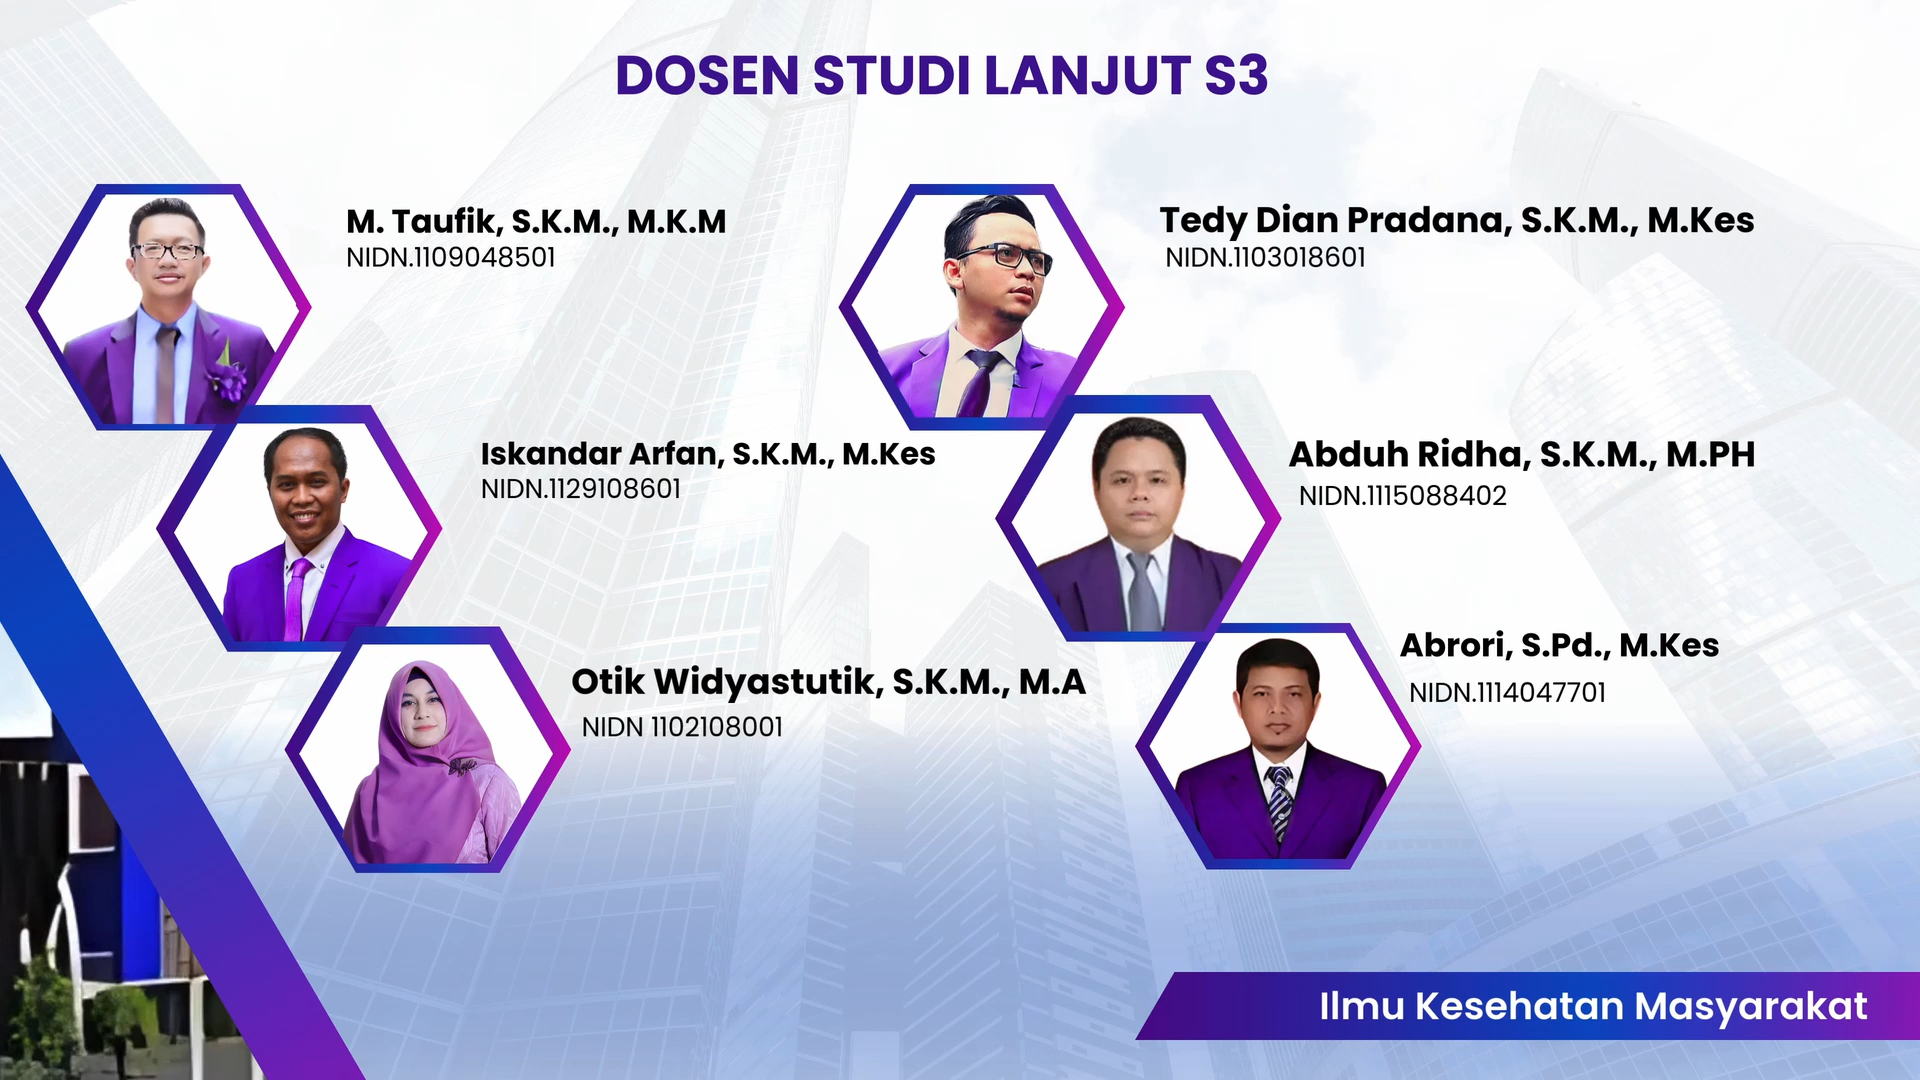 DOSEN STUDI LANJUT S3
M. Taufik, S.K.M., M.K.M
NIDN.1109048501
Iskandar Arfan, S.K.M., M.Kes
NIDN.1129108601
Otik Widyastutik, S.K.M., M.A
NIDN 1102108001
Tedy Dian Pradana, S.K.M., M.Kes
NIDN.1103018601
Abduh Ridha, S.K.M., M.PH
NIDN.1115088402
Abrori, S.Pd., M.Kes
NIDN.1114047701
Ilmu Kesehatan Masyarakat